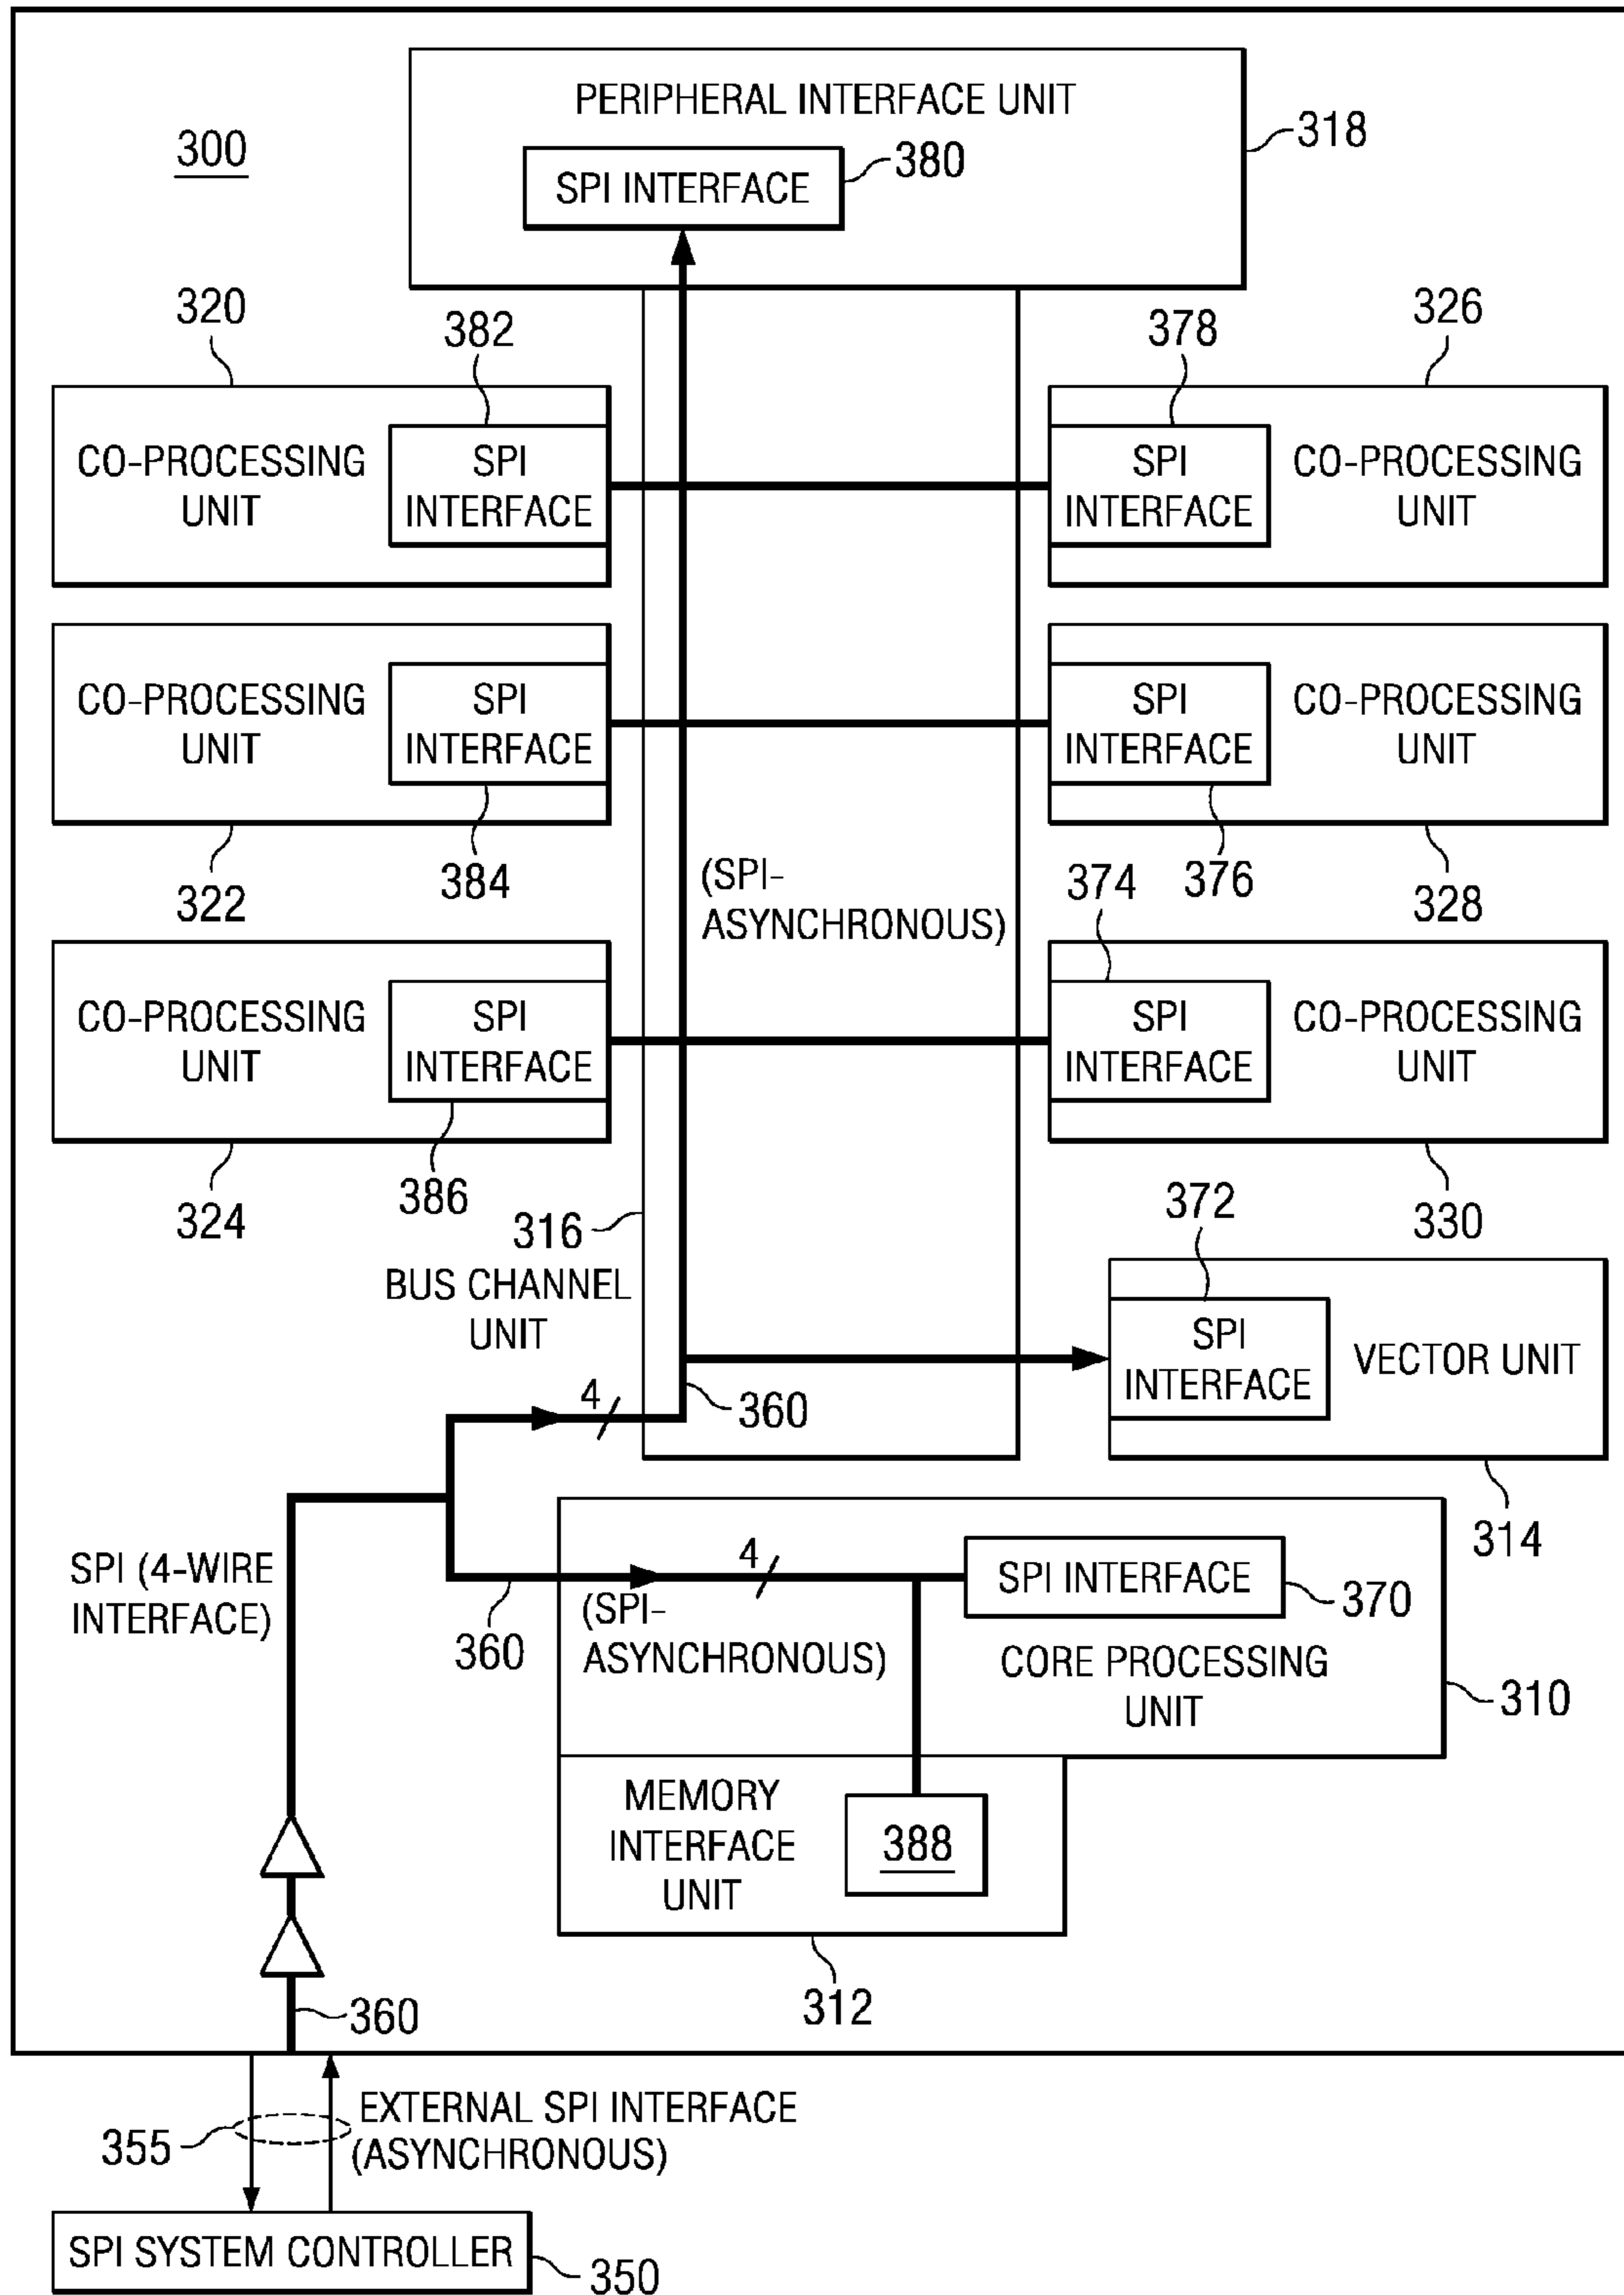 PERIPHERAL INTERFACE UNIT
318
300
380
SPI INTERFACE
320
382
378
326
CO-PROCESSING
UNIT
SPI
INTERFACE
SPI
INTERFACE
CO-PROCESSING
UNIT
CO-PROCESSING
UNIT
SPI
INTERFACE
SPI
INTERFACE
CO-PROCESSING
UNIT
322
384
(SPI-
ASYNCHRONOUS)
374
376
328
CO-PROCESSING
UNIT
SPI
INTERFACE
SPI
INTERFACE
CO-PROCESSING
UNIT
324
386
316
BUS CHANNEL
UNIT
372
330
SPI
INTERFACE
VECTOR UNIT
4
360
314
SPI (4-WIRE
INTERFACE)
360
4
(SPI-
ASYNCHRONOUS)
SPI INTERFACE
370
CORE PROCESSING
UNIT
310
MEMORY
INTERFACE
UNIT
388
312
360
355
EXTERNAL SPI INTERFACE
(ASYNCHRONOUS)
SPI SYSTEM CONTROLLER
350